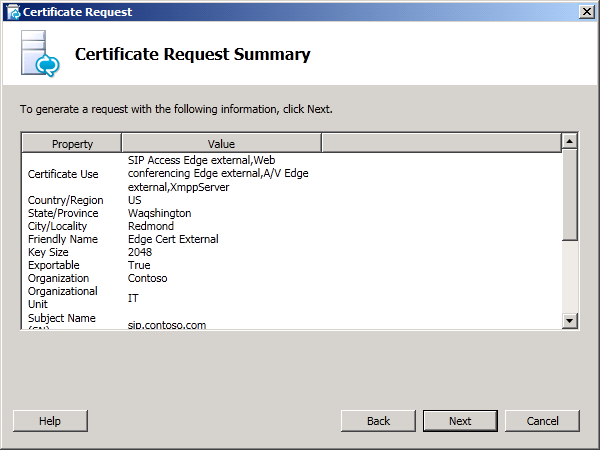 Certificate Request
Certificate Request Summary
To generate a request with the following information, click Next.
Property Value
Certificate Use SIP Access Edge external,Web
conferencing Edge external,A/V Edge
external,XmppServer
Country/Region US
State/Province Waqshington
City/Locality Redmond
Friendly Name Edge Cert External
Key Size 2048
Exportable True
Organization Contoso
Organizational
Unit IT
Subject Name
(CN) sip.contoso.com
Help Back Next Cancel